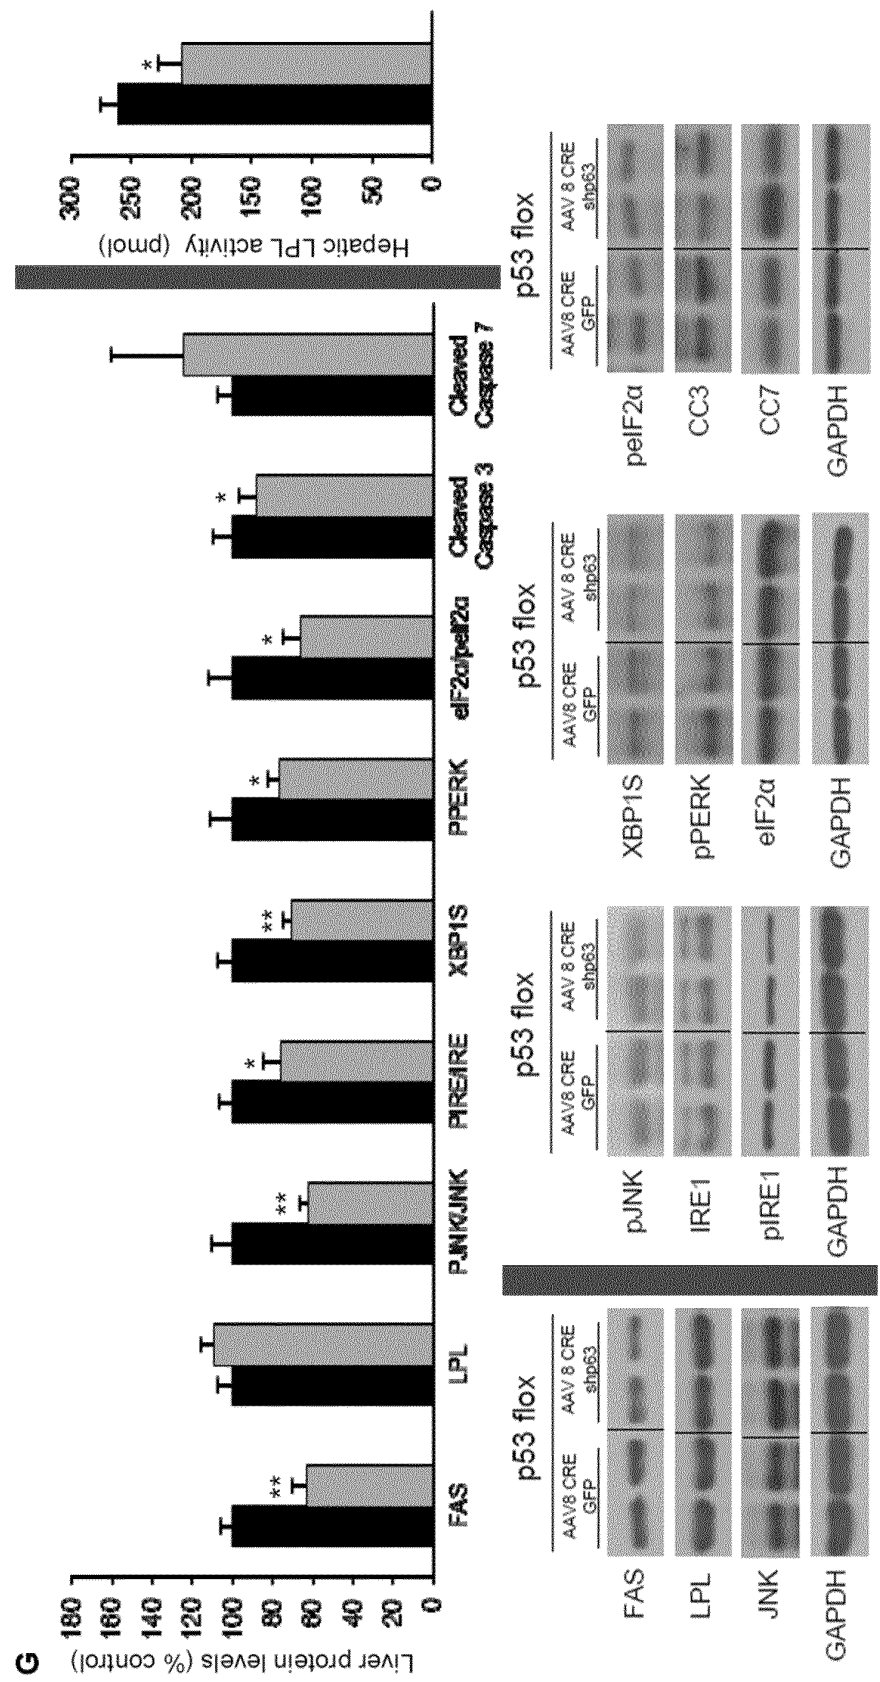 G
Liver protein levels (% control)
180
160
140
120
100
80
60
40
20
0
**
**
*
**
*
*
*
FAS
LPL
PJNK/JNK
PIRE/IRE
XBP1S
PPERK
eIF2α/peIF2α
Cleaved
Caspase 3
Cleaved
Caspase 7
Hepatic LPL activity (pmol)
300
250
200
150
100
50
0
*
p53 flox
AAV8 CRE
GFP
AAV 8 CRE
shp63
FAS
LPL
JNK
GAPDH
p53 flox
AAV8 CRE
GFP
AAV 8 CRE
shp63
pJNK
IRE1
pIRE1
GAPDH
p53 flox
AAV8 CRE
GFP
AAV 8 CRE
shp63
XBP1S
pPERK
eIF2α
GAPDH
p53 flox
AAV8 CRE
GFP
AAV 8 CRE
shp63
peIF2α
CC3
CC7
GAPDH